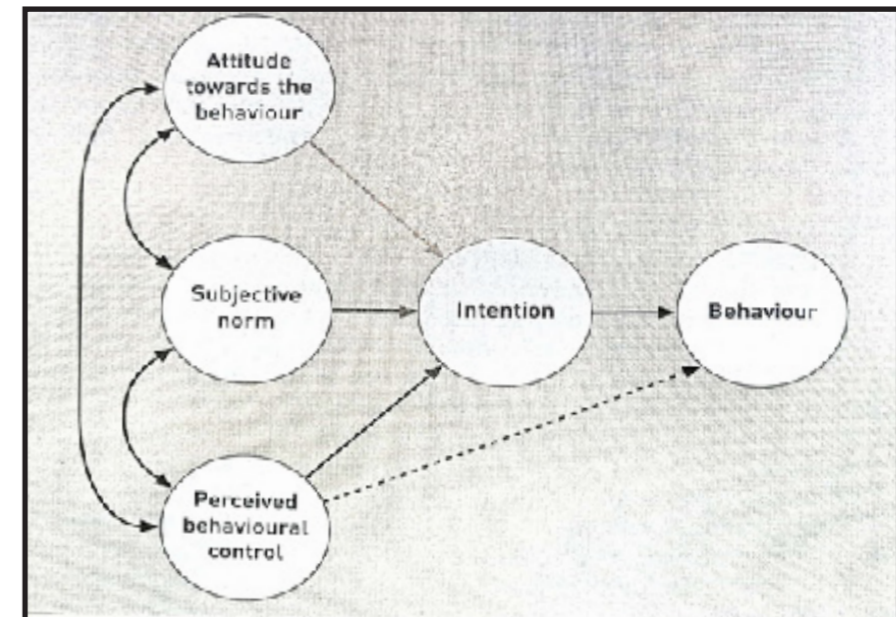 Attitude
towards the
behaviour
Subjective
norm
Intention
Behaviour
Perceived
behavioural
control